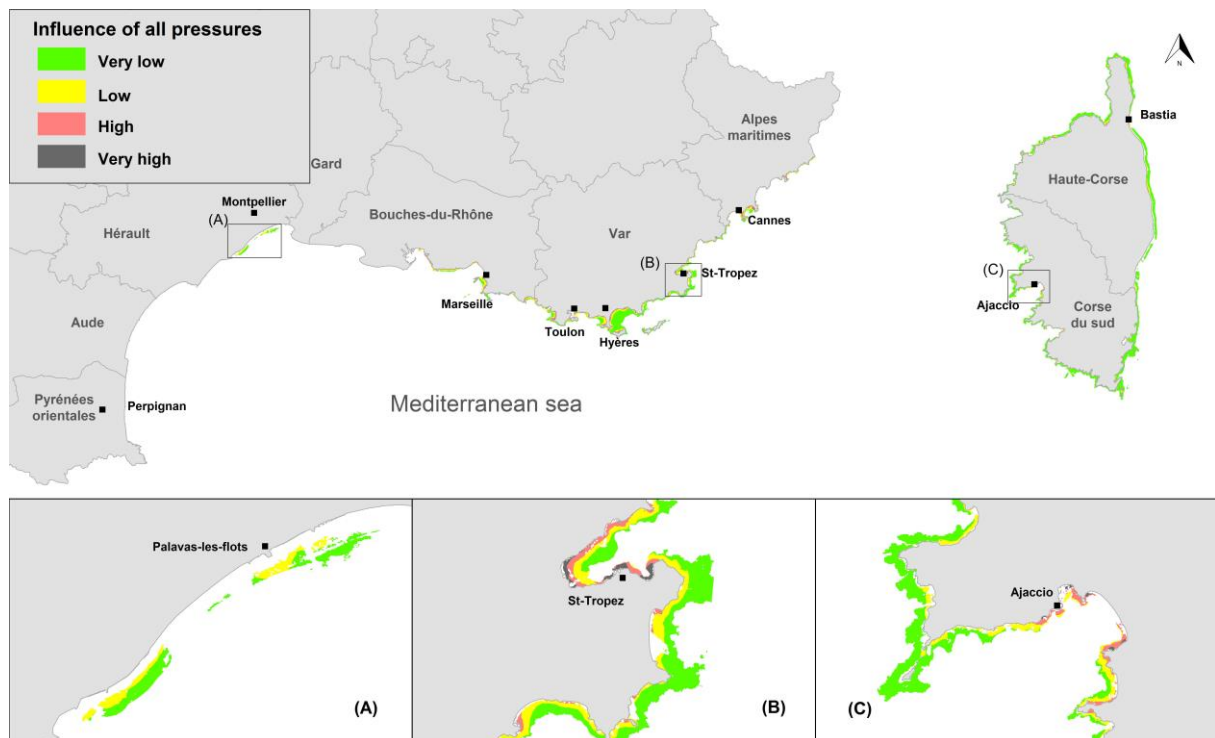 Influence of all pressures
Very low
Low
High
Very high
N
Bastia
Alpes
maritimes
Gard
Montpellier
Haute-Corse
(A)
Bouches-du-Rhône
Cannes
Hérault
Var
(B)
St-Tropez
(C)
Marseille
Ajaccio
Corse
du sud
Aude
Toulon
Hyères
Pyrénées
orientales
Perpignan
Mediterranean sea
Palavas-les-flots
(A)
St-Tropez
(B)
Ajaccio
(C)